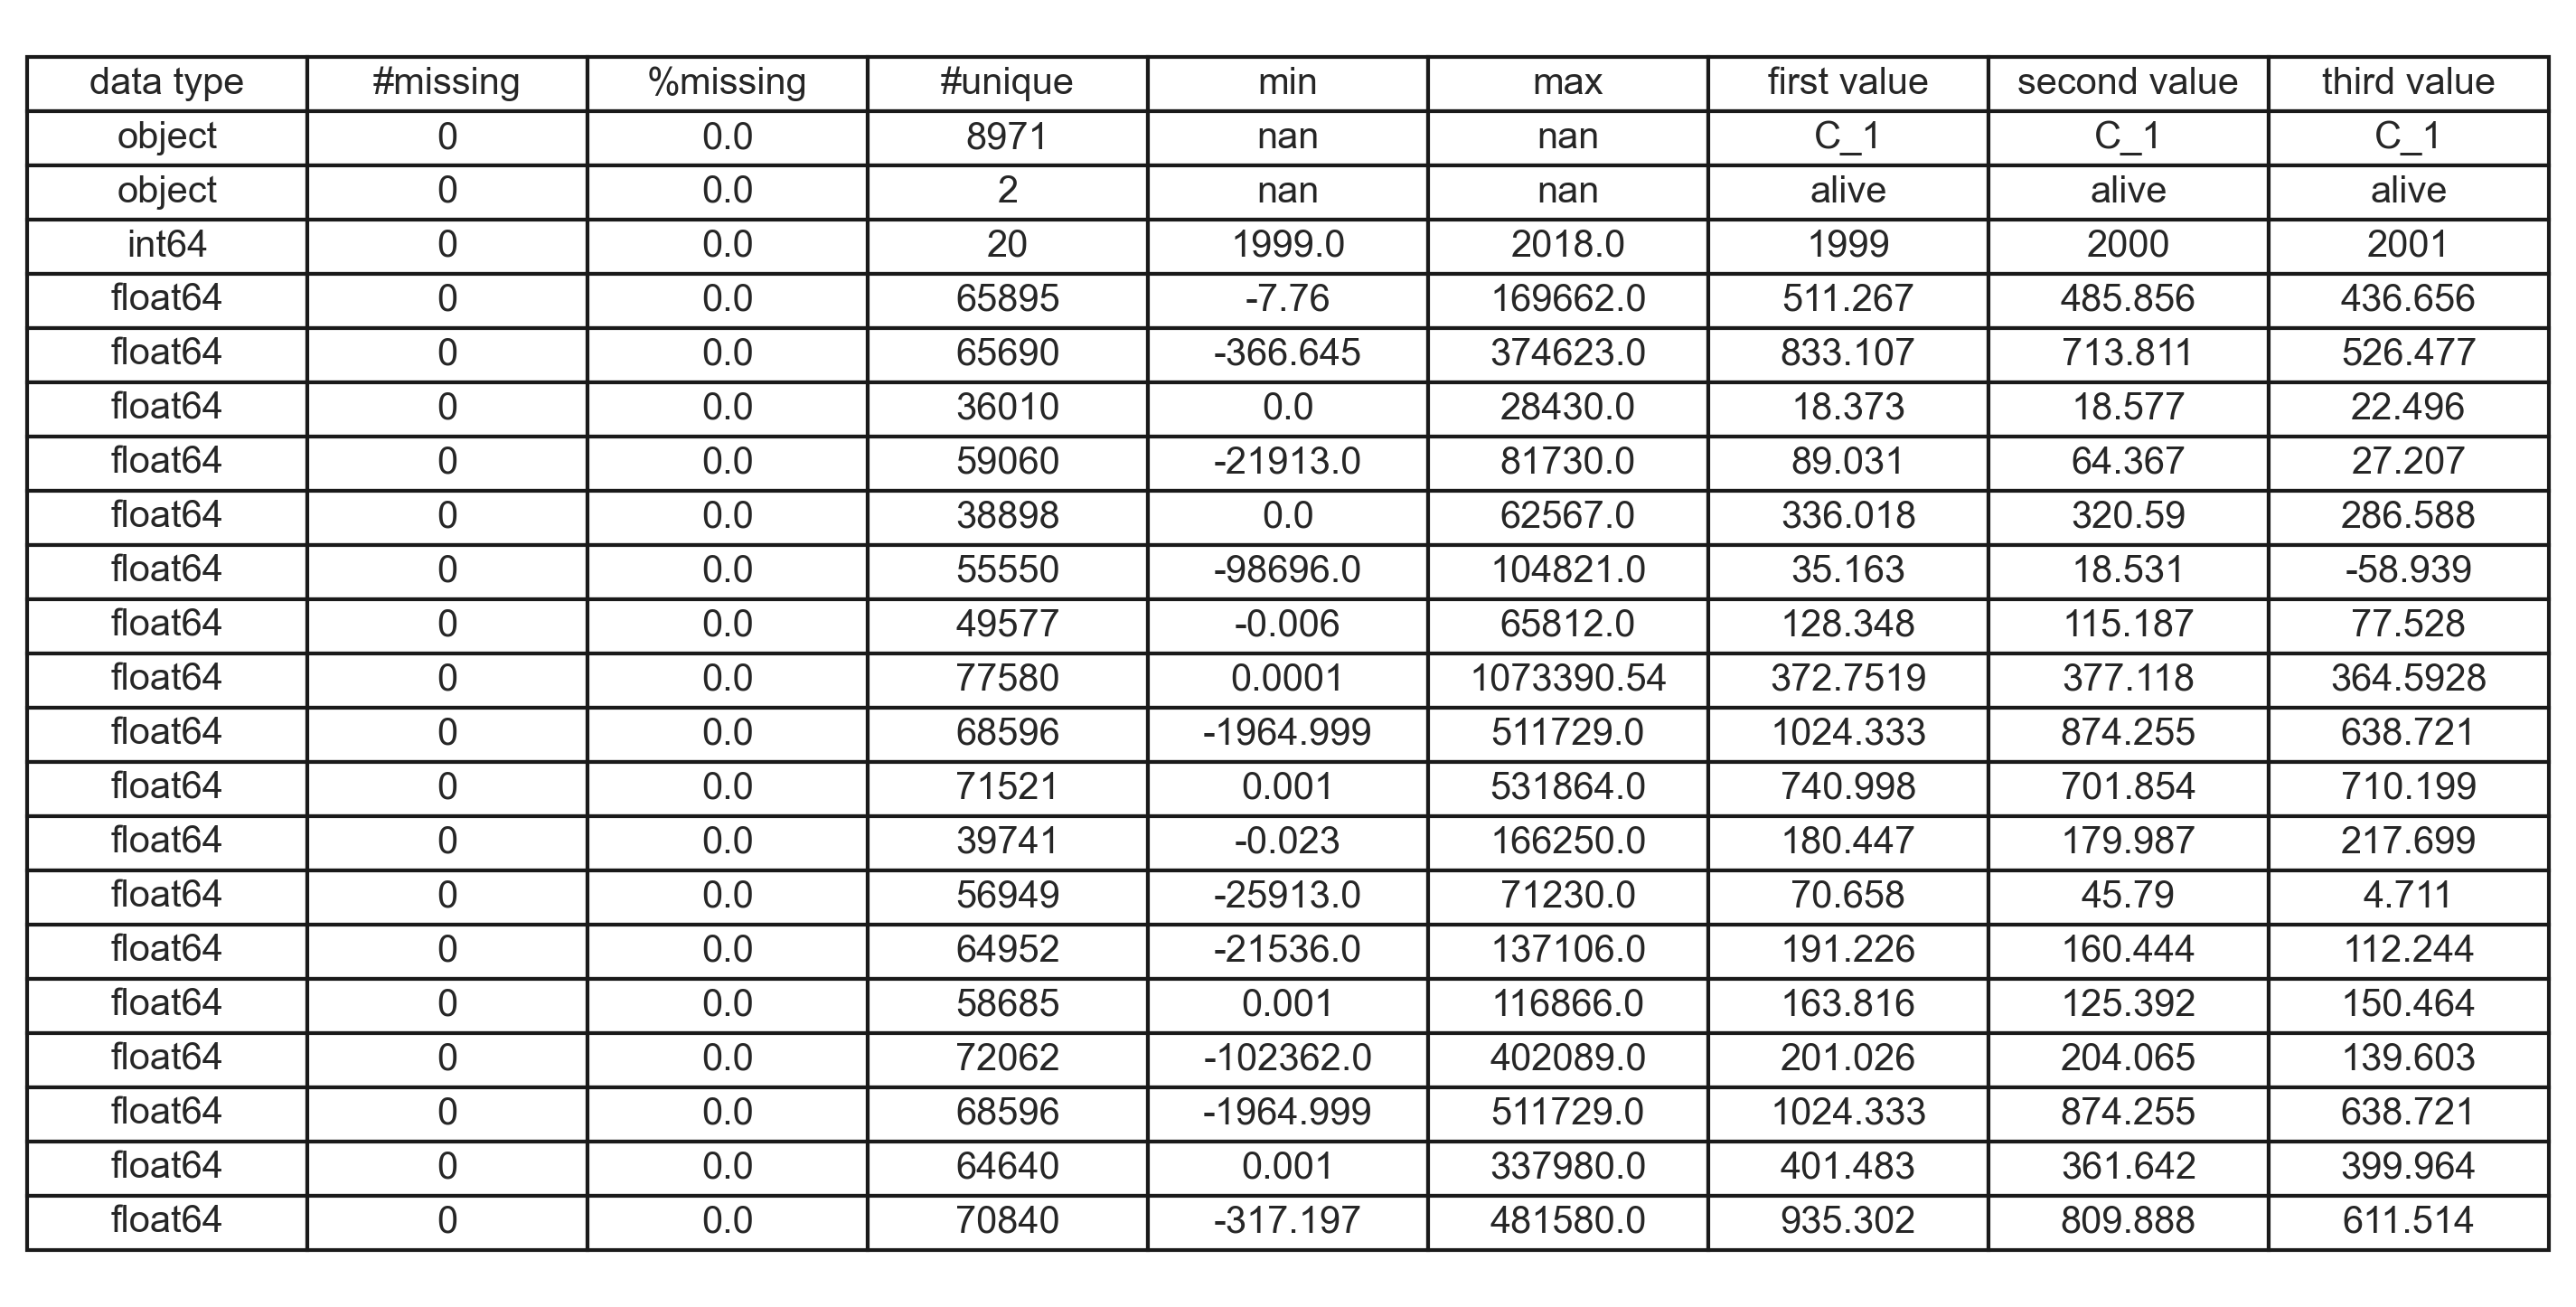 data type #missing %missing #unique min max first value second value third value
object 0 0.0 8971 nan nan C_1 C_1 C_1
object 0 0.0 2 nan nan alive alive alive
int64 0 0.0 20 1999.0 2018.0 1999 2000 2001
float64 0 0.0 65895 -7.76 169662.0 511.267 485.856 436.656
float64 0 0.0 65690 -366.645 374623.0 833.107 713.811 526.477
float64 0 0.0 36010 0.0 28430.0 18.373 18.577 22.496
float64 0 0.0 59060 -21913.0 81730.0 89.031 64.367 27.207
float64 0 0.0 38898 0.0 62567.0 336.018 320.59 286.588
float64 0 0.0 55550 -98696.0 104821.0 35.163 18.531 -58.939
float64 0 0.0 49577 -0.006 65812.0 128.348 115.187 77.528
float64 0 0.0 77580 0.0001 1073390.54 372.7519 377.118 364.5928
float64 0 0.0 68596 -1964.999 511729.0 1024.333 874.255 638.721
float64 0 0.0 71521 0.001 531864.0 740.998 701.854 710.199
float64 0 0.0 39741 -0.023 166250.0 180.447 179.987 217.699
float64 0 0.0 56949 -25913.0 71230.0 70.658 45.79 4.711
float64 0 0.0 64952 -21536.0 137106.0 191.226 160.444 112.244
float64 0 0.0 58685 0.001 116866.0 163.816 125.392 150.464
float64 0 0.0 72062 -102362.0 402089.0 201.026 204.065 139.603
float64 0 0.0 68596 -1964.999 511729.0 1024.333 874.255 638.721
float64 0 0.0 64640 0.001 337980.0 401.483 361.642 399.964
float64 0 0.0 70840 -317.197 481580.0 935.302 809.888 611.514